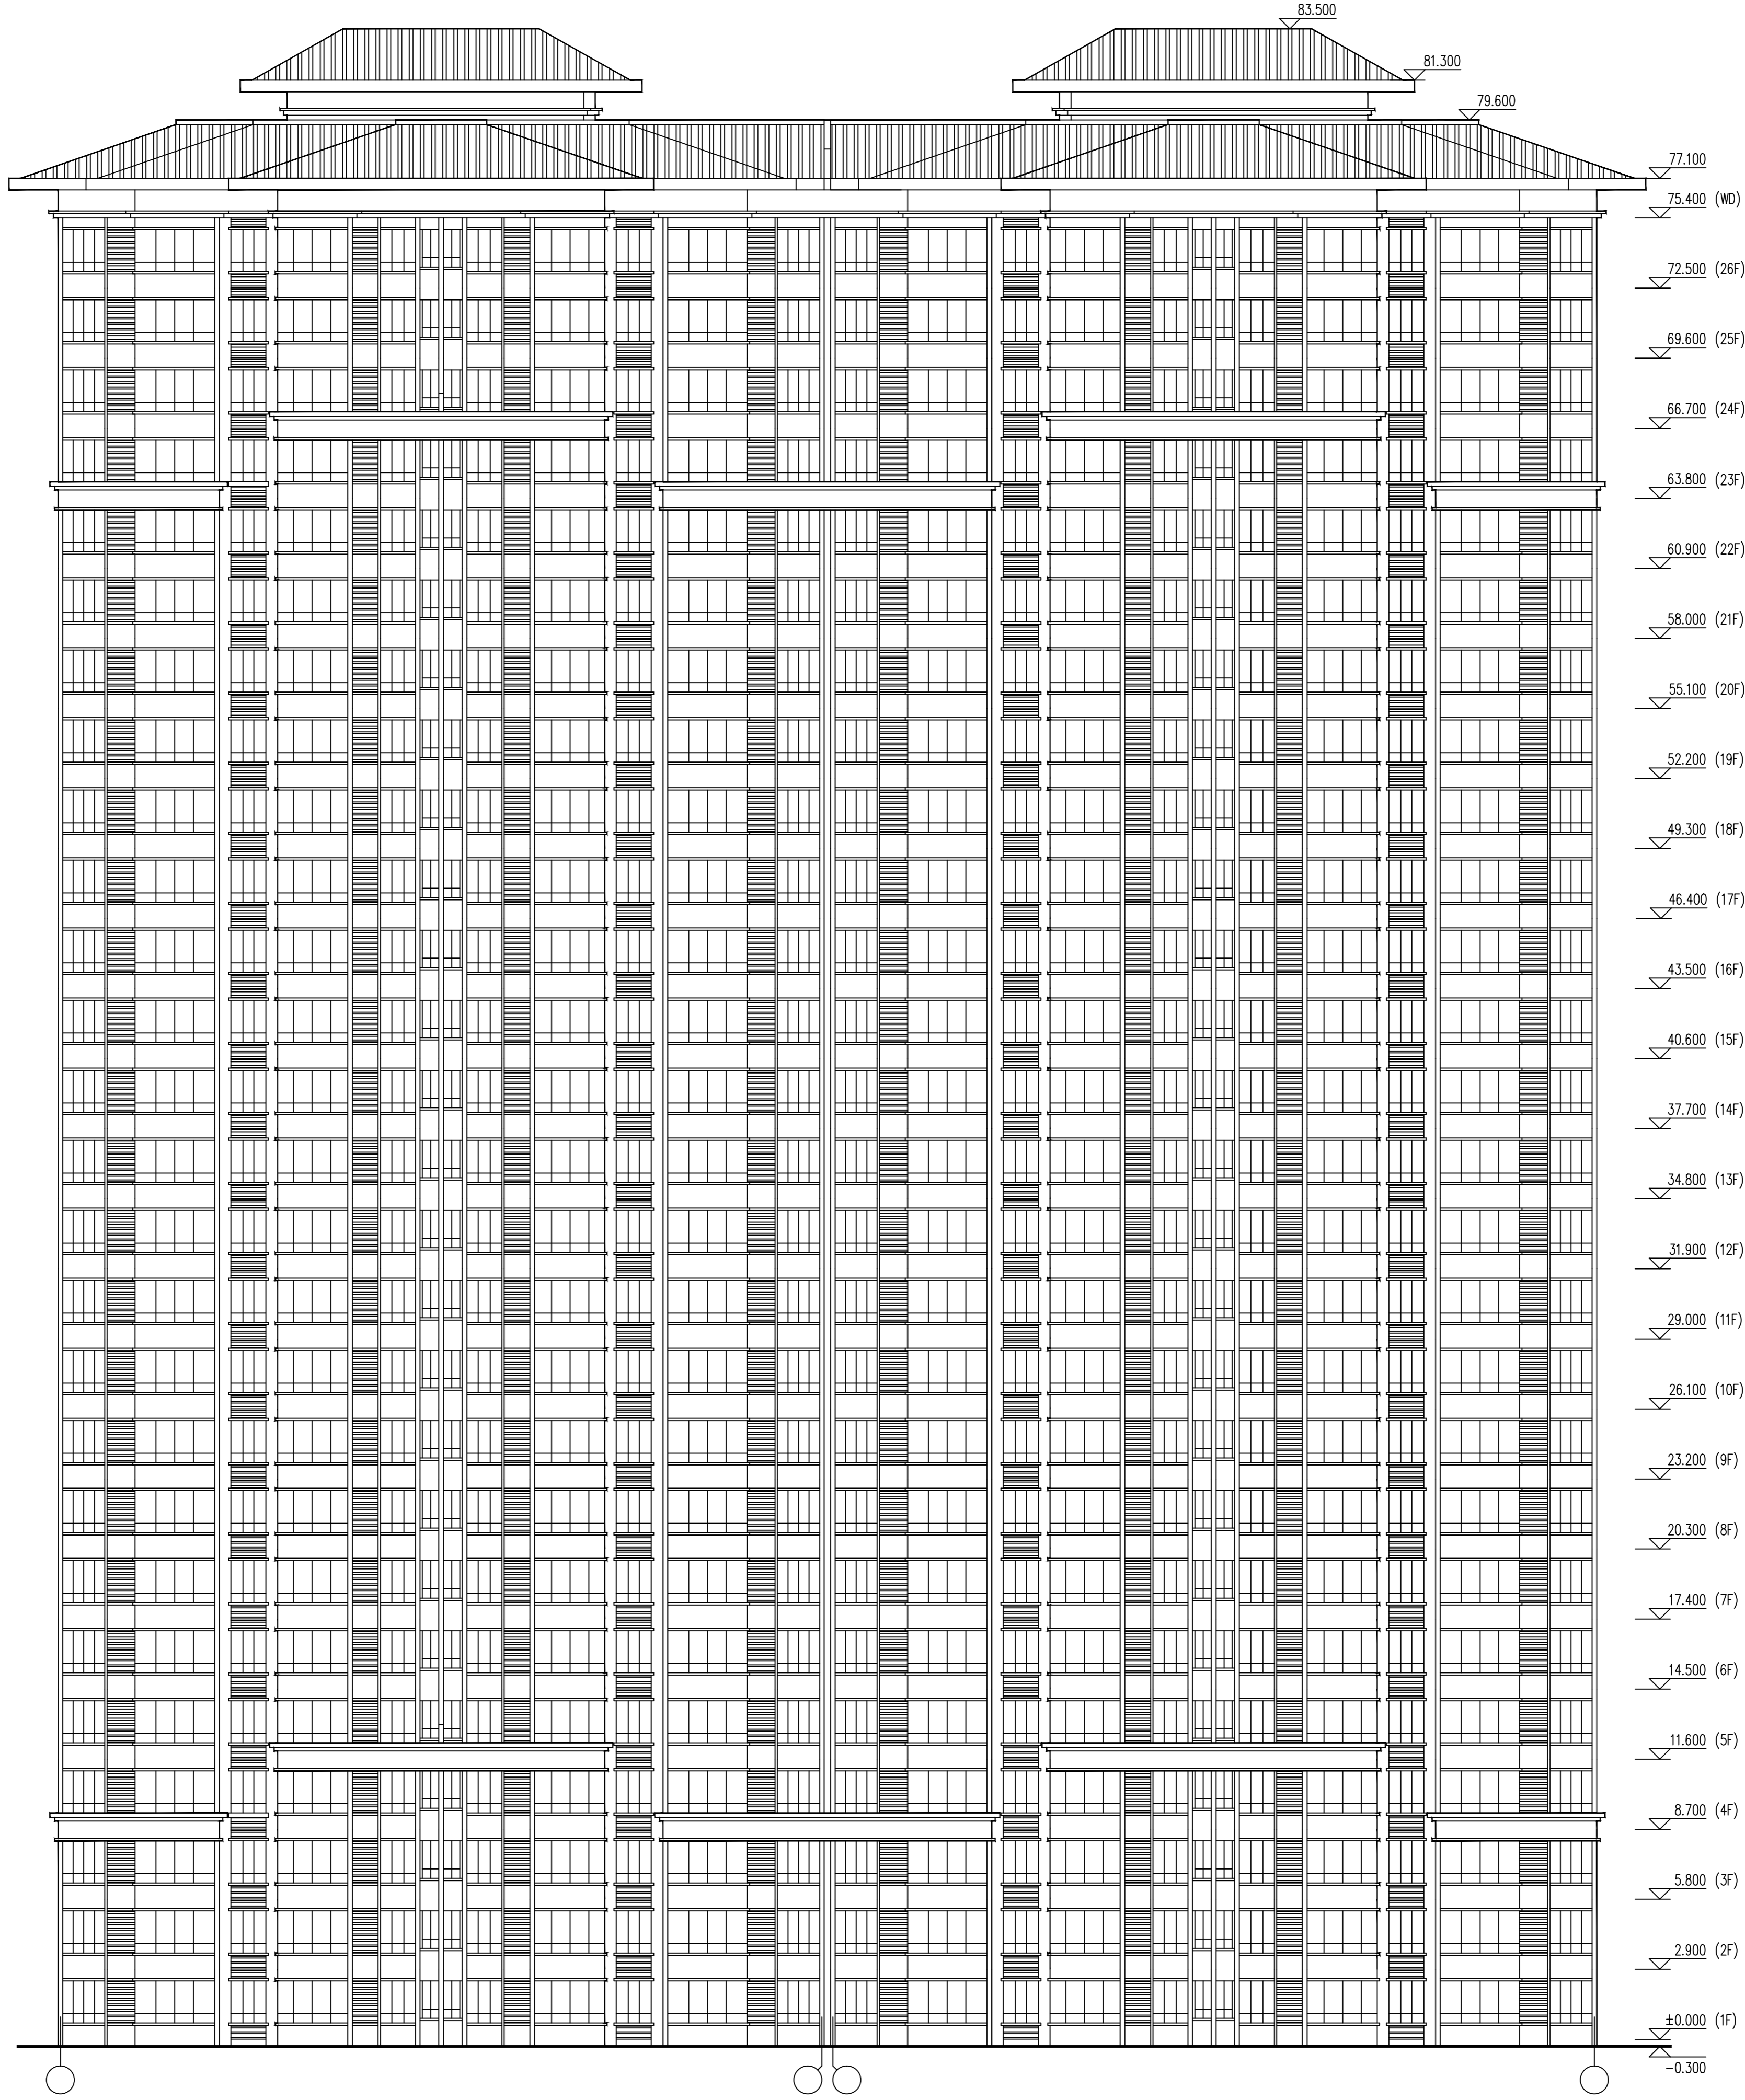 83.500
81.300
79.600
77.100
75.400 (WD)
72.500 (26F)
69.600 (25F)
66.700 (24F)
63.800 (23F)
60.900 (22F)
58.000 (21F)
55.100 (20F)
52.200 (19F)
49.300 (18F)
46.400 (17F)
43.500 (16F)
40.600 (15F)
37.700 (14F)
34.800 (13F)
31.900 (12F)
29.000 (11F)
26.100 (10F)
23.200 (9F)
20.300 (8F)
17.400 (7F)
14.500 (6F)
11.600 (5F)
8.700 (4F)
5.800 (3F)
2.900 (2F)
±0.000 (1F)
-0.300